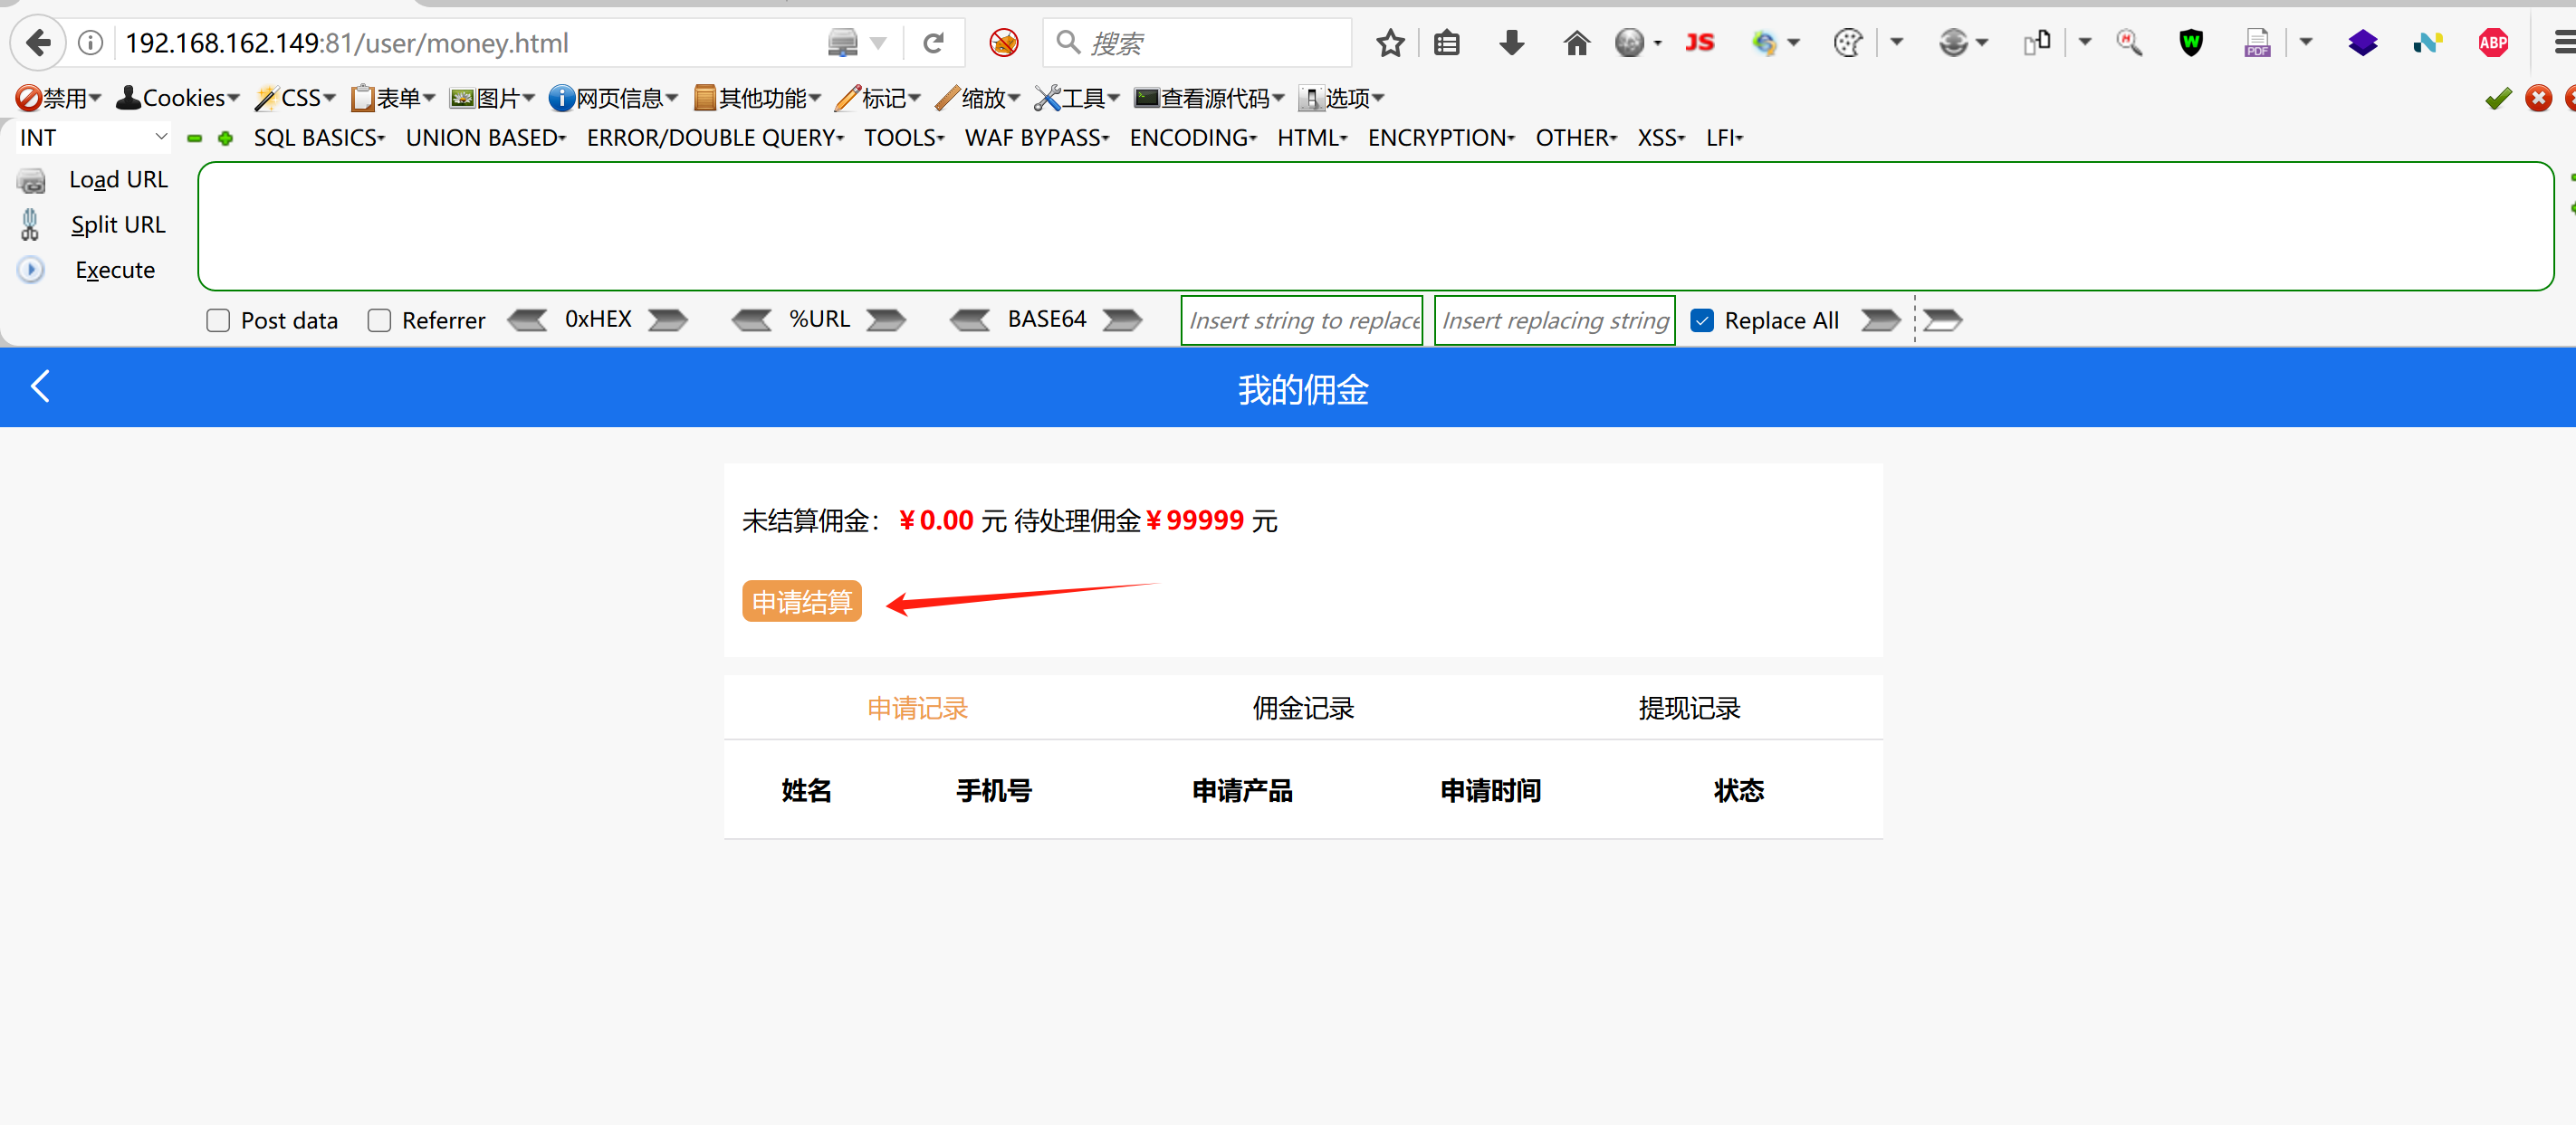 192.168.162.149:81/user/money.html 搜索 JS PDF ABP
禁用 Cookies CSS 表单 图片 网页信息 其他功能 标记 缩放 工具 查看源代码 选项
INT SQL BASICS UNION BASED ERROR/DOUBLE QUERY TOOLS WAF BYPASS ENCODING HTML ENCRYPTION OTHER XSS LFI
Load URL
Split URL
Execute
Post data Referrer 0xHEX %URL BASE64 Insert string to replace Insert replacing string Replace All
我的佣金
未结算佣金：￥0.00 元 待处理佣金￥99999 元
申请结算
申请记录 佣金记录 提现记录
姓名 手机号 申请产品 申请时间 状态